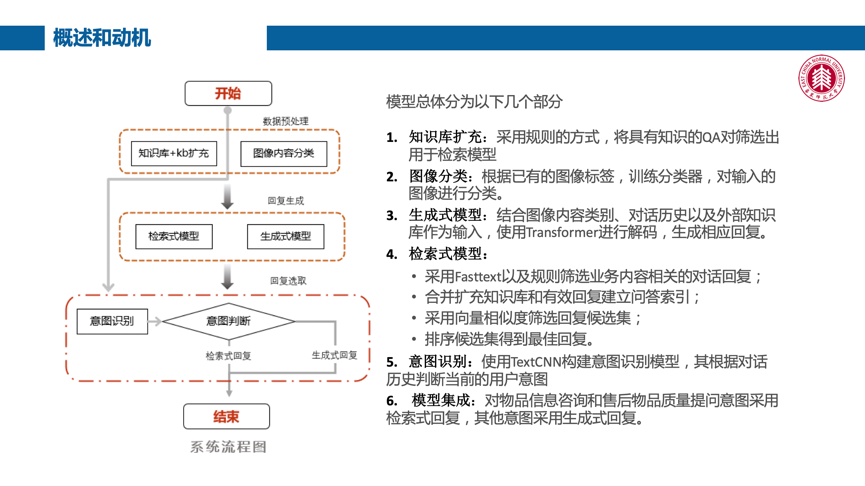 概述和动机
EAST CHINA NORMAL UNIVERSITY
开始
数据预处理
知识库+kb扩充
图像内容分类
回复生成
检索式模型
生成式模型
回复选取
意图识别
意图判断
检索式回复
生成式回复
结束
系统流程图
模型总体分为以下几个部分
1. 知识库扩充：采用规则的方式，将具有知识的QA对筛选出
用于检索模型
2. 图像分类：根据已有的图像标签，训练分类器，对输入的
图像进行分类。
3. 生成式模型：结合图像内容类别、对话历史以及外部知识
库作为输入，使用Transformer进行解码，生成相应回复。
4. 检索式模型：
• 采用Fasttext以及规则筛选业务内容相关的对话回复；
• 合并扩充知识库和有效回复建立问答索引；
• 采用向量相似度筛选回复候选集；
• 排序候选集得到最佳回复。
5. 意图识别：使用TextCNN构建意图识别模型，其根据对话
历史判断当前的用户意图
6. 模型集成：对物品信息咨询和售后物品质量提问意图采用
检索式回复，其他意图采用生成式回复。